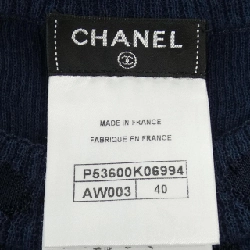 CHANEL
MADE IN FRANCE
FABRIQUE EN FRANCE
P53600K06994
AW003 40